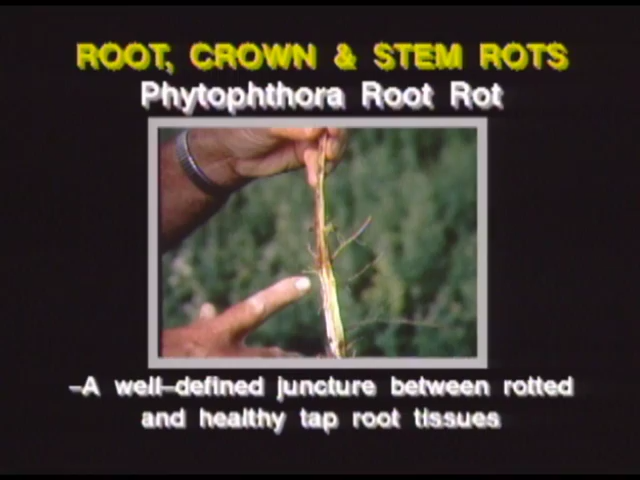 ROOT, CROWN & STEM ROTS
Phytophthora Root Rot
–A well–defined juncture between rotted
and healthy tap root tissues